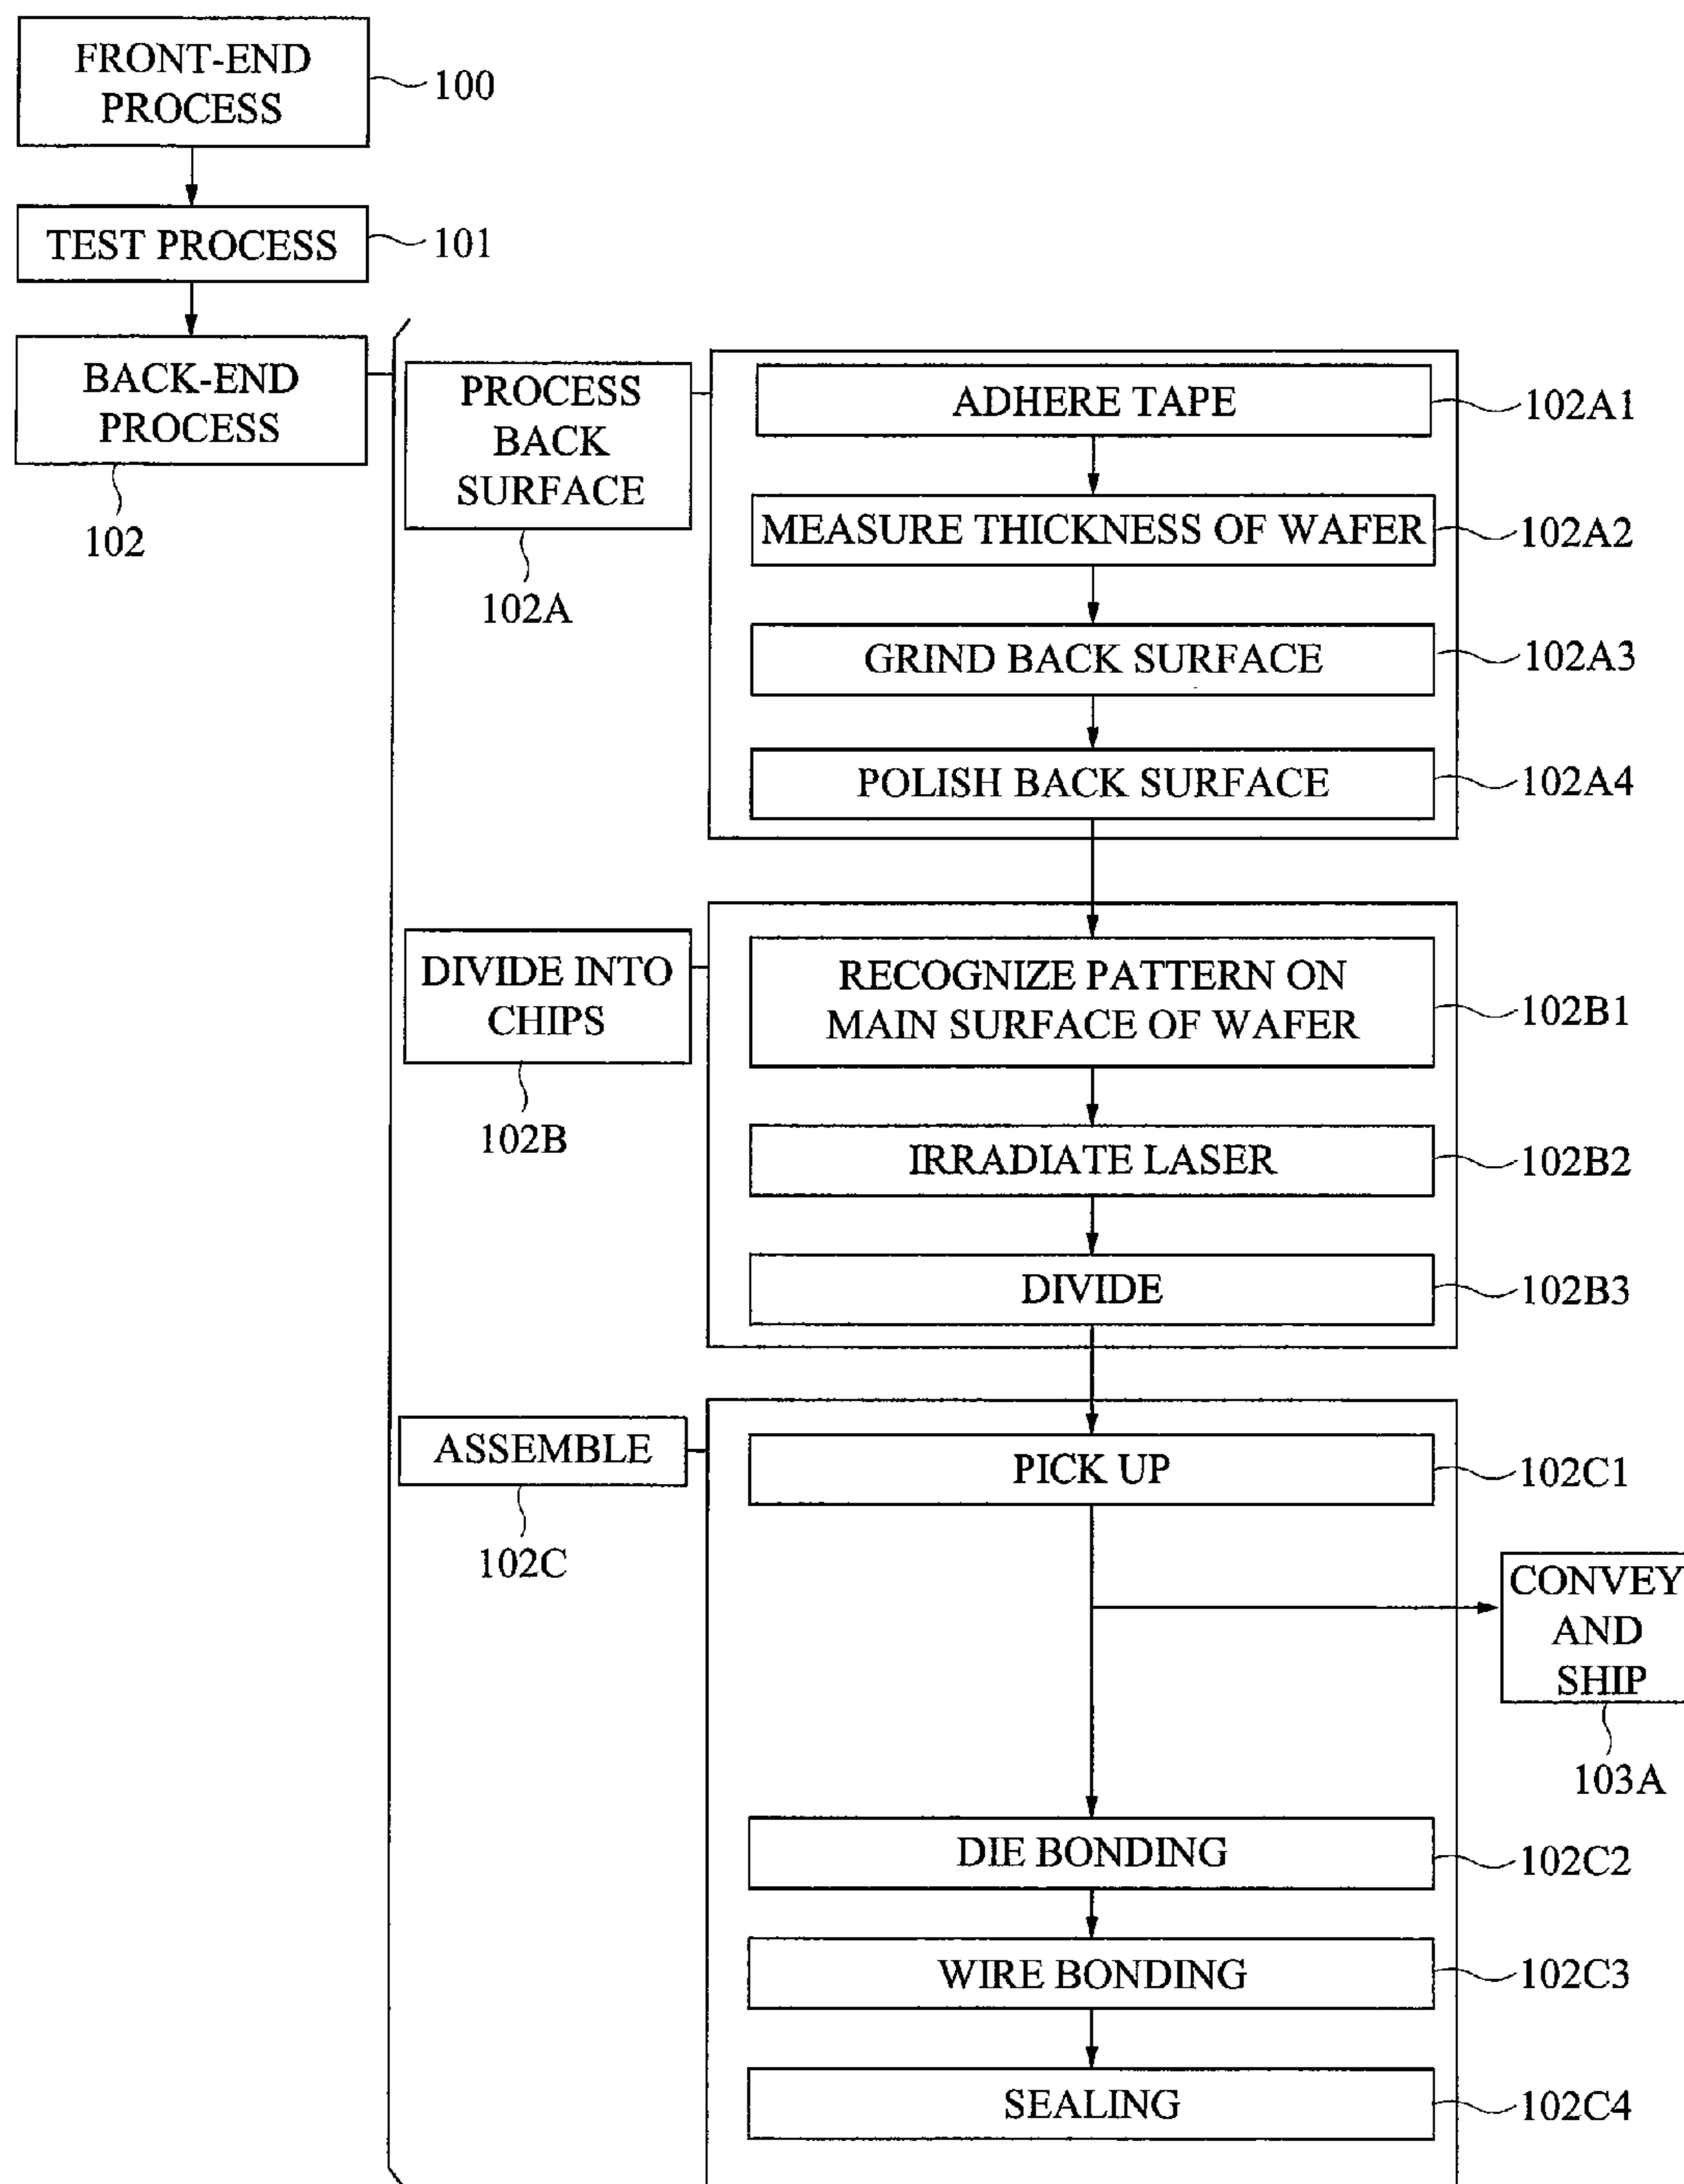 FRONT-END
PROCESS
100
TEST PROCESS
101
BACK-END
PROCESS
102
PROCESS
BACK
SURFACE
102A
ADHERE TAPE
102A1
MEASURE THICKNESS OF WAFER
102A2
GRIND BACK SURFACE
102A3
POLISH BACK SURFACE
102A4
DIVIDE INTO
CHIPS
102B
RECOGNIZE PATTERN ON
MAIN SURFACE OF WAFER
102B1
IRRADIATE LASER
102B2
DIVIDE
102B3
ASSEMBLE
102C
PICK UP
102C1
CONVEY
AND
SHIP
103A
DIE BONDING
102C2
WIRE BONDING
102C3
SEALING
102C4